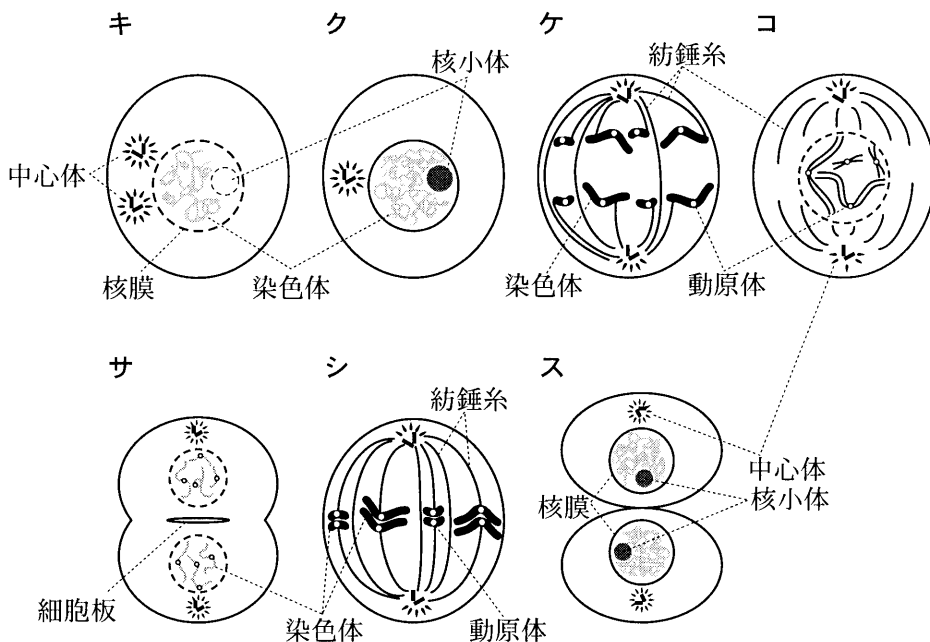 キ
ク
ケ
コ
核小体
紡錘糸
中心体
核膜
染色体
染色体
動原体
サ
シ
ス
紡錘糸
中心体
核小体
核膜
細胞板
染色体
動原体